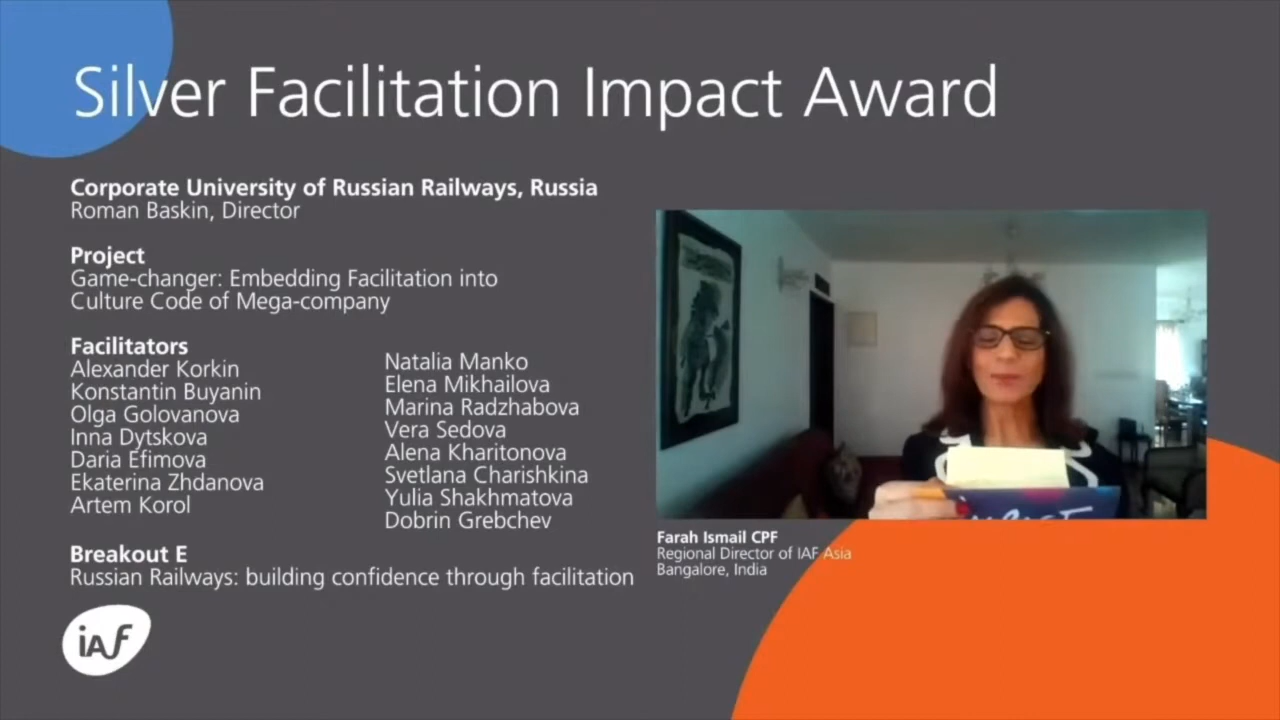 Silver Facilitation Impact Award
Corporate University of Russian Railways, Russia
Roman Baskin, Director
Project
Game-changer: Embedding Facilitation into
Culture Code of Mega-company
Facilitators
Alexander Korkin
Konstantin Buyanin
Olga Golovanova
Inna Dytskova
Daria Efimova
Ekaterina Zhdanova
Artem Korol
Natalia Manko
Elena Mikhailova
Marina Radzhabova
Vera Sedova
Alena Kharitonova
Svetlana Charishkina
Yulia Shakhmatova
Dobrin Grebchev
Breakout E
Russian Railways: building confidence through facilitation
iAf
Farah Ismail CPF
Regional Director of IAF Asia
Bangalore, India